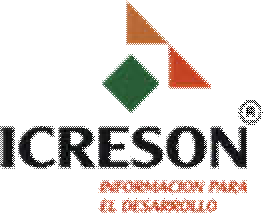 ®
ICRESON
INFORMACION PARA
EL DESARROLLO